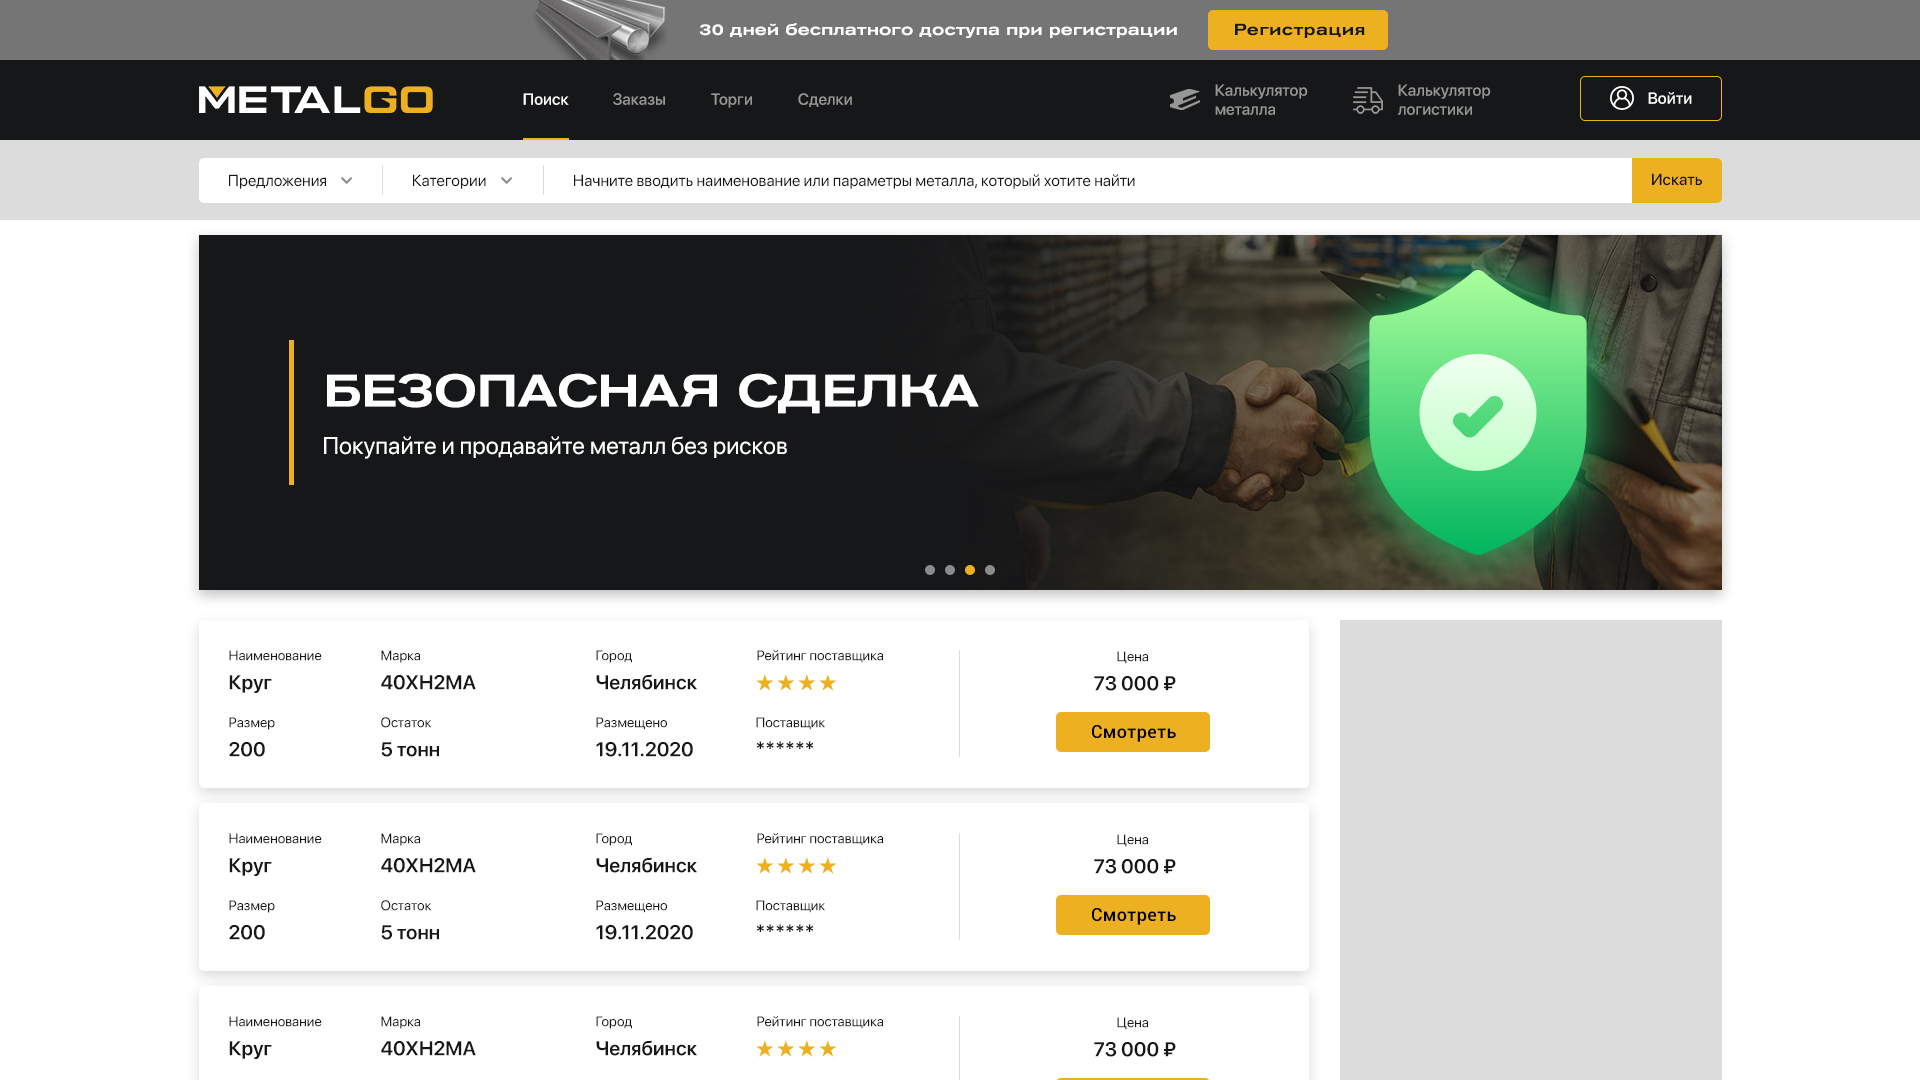 30 дней бесплатного доступа при регистрации
Регистрация
METALGO
Поиск
Заказы
Торги
Сделки
Калькулятор
металла
Калькулятор
логистики
Войти
Предложения
Категории
Начните вводить наименование или параметры металла, который хотите найти
Искать
БЕЗОПАСНАЯ СДЕЛКА
Покупайте и продавайте металл без рисков
Наименование Марка Город Рейтинг поставщика Цена
Круг 40ХН2МА Челябинск 73 000 ₽
Размер Остаток Размещено Поставщик
200 5 тонн 19.11.2020 ******
Смотреть
Наименование Марка Город Рейтинг поставщика Цена
Круг 40ХН2МА Челябинск 73 000 ₽
Размер Остаток Размещено Поставщик
200 5 тонн 19.11.2020 ******
Смотреть
Наименование Марка Город Рейтинг поставщика Цена
Круг 40ХН2МА Челябинск 73 000 ₽